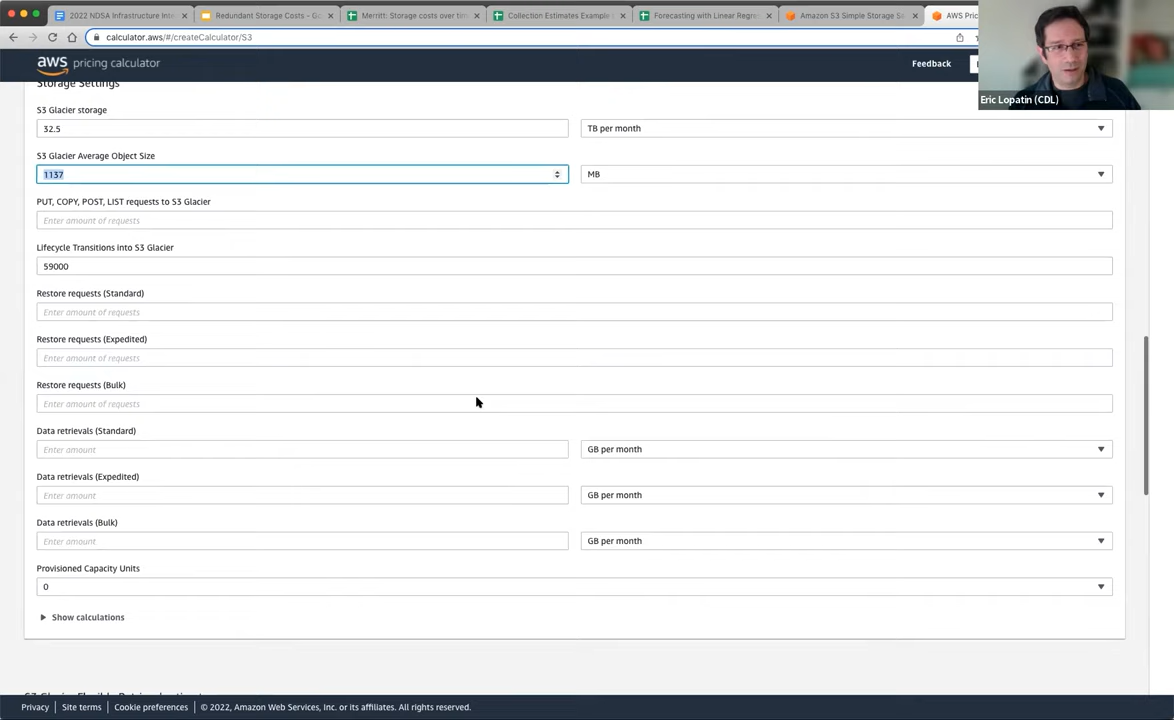 2022 NDSA Infrastructure Int
Redundant Storage Costs – Go
Merritt: Storage costs over tim
Collection Estimates Example
Forecasting with Linear Regre
Amazon S3 Simple Storage Se
AWS Pric
calculator.aws/#/createCalculator/S3
aws pricing calculator
Feedback
Eric Lopatin (CDL)
Storage Settings
S3 Glacier storage
32.5
TB per month
S3 Glacier Average Object Size
1137
MB
PUT, COPY, POST, LIST requests to S3 Glacier
Enter amount of requests
Lifecycle Transitions into S3 Glacier
59000
Restore requests (Standard)
Enter amount of requests
Restore requests (Expedited)
Enter amount of requests
Restore requests (Bulk)
Enter amount of requests
Data retrievals (Standard)
Enter amount
GB per month
Data retrievals (Expedited)
Enter amount
GB per month
Data retrievals (Bulk)
Enter amount
GB per month
Provisioned Capacity Units
0
Show calculations
Privacy
Site terms
Cookie preferences
© 2022, Amazon Web Services, Inc. or its affiliates. All rights reserved.